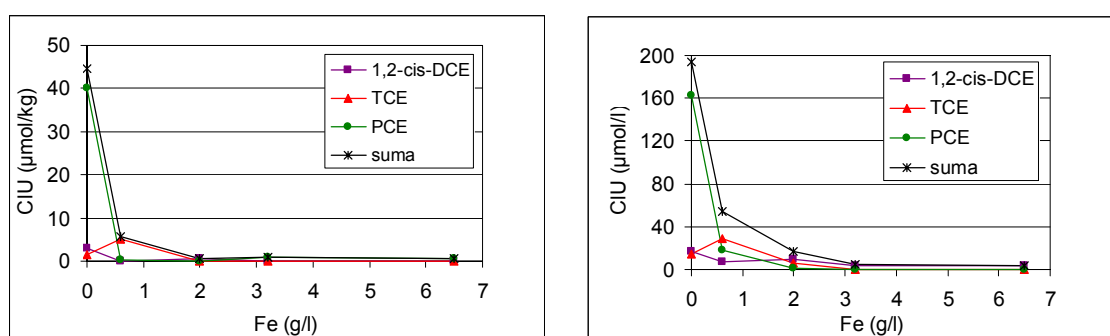 50
40
30
20
10
0
ClU (µmol/kg)
1,2-cis-DCE
TCE
PCE
suma
0 1 2 3 4 5 6 7
Fe (g/l)
200
160
120
80
40
0
ClU (µmol/l)
1,2-cis-DCE
TCE
PCE
suma
0 1 2 3 4 5 6 7
Fe (g/l)